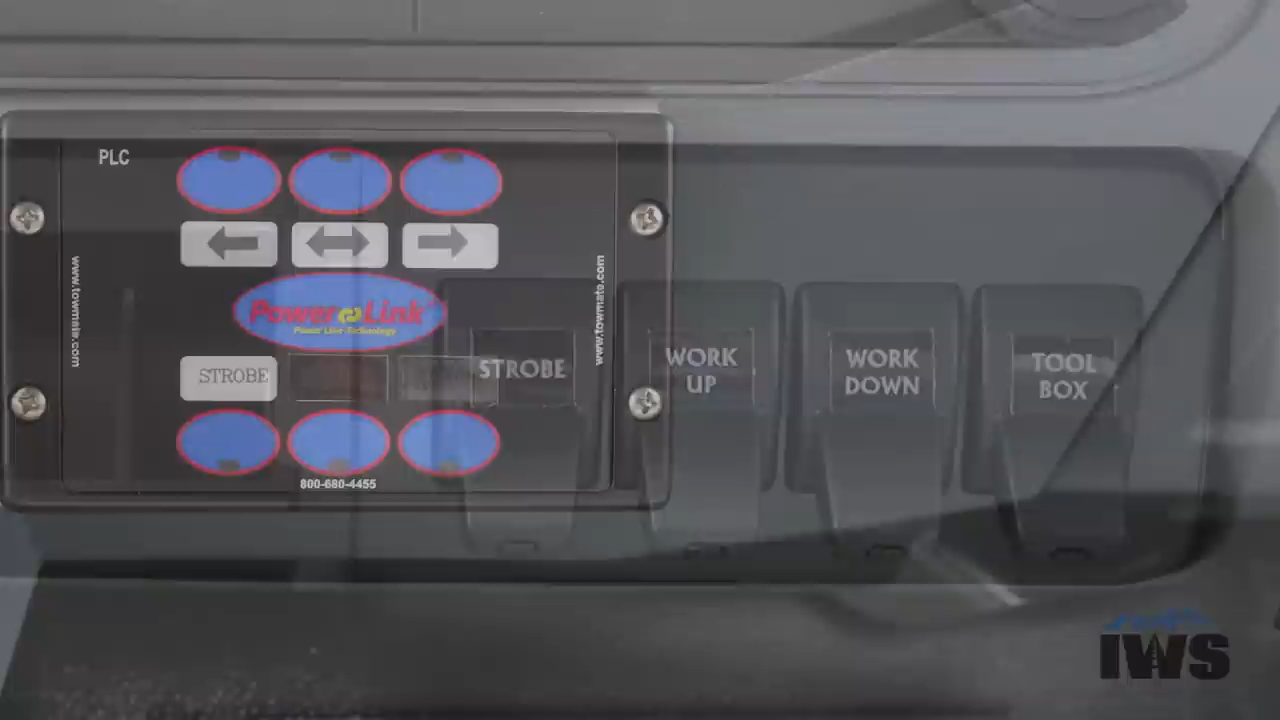 PLC
www.towmate.com
www.towmate.com
Power Link
Power Line Technology
STROBE
800-680-4455
STROBE
WORK
UP
WORK
DOWN
TOOL
BOX
IWS